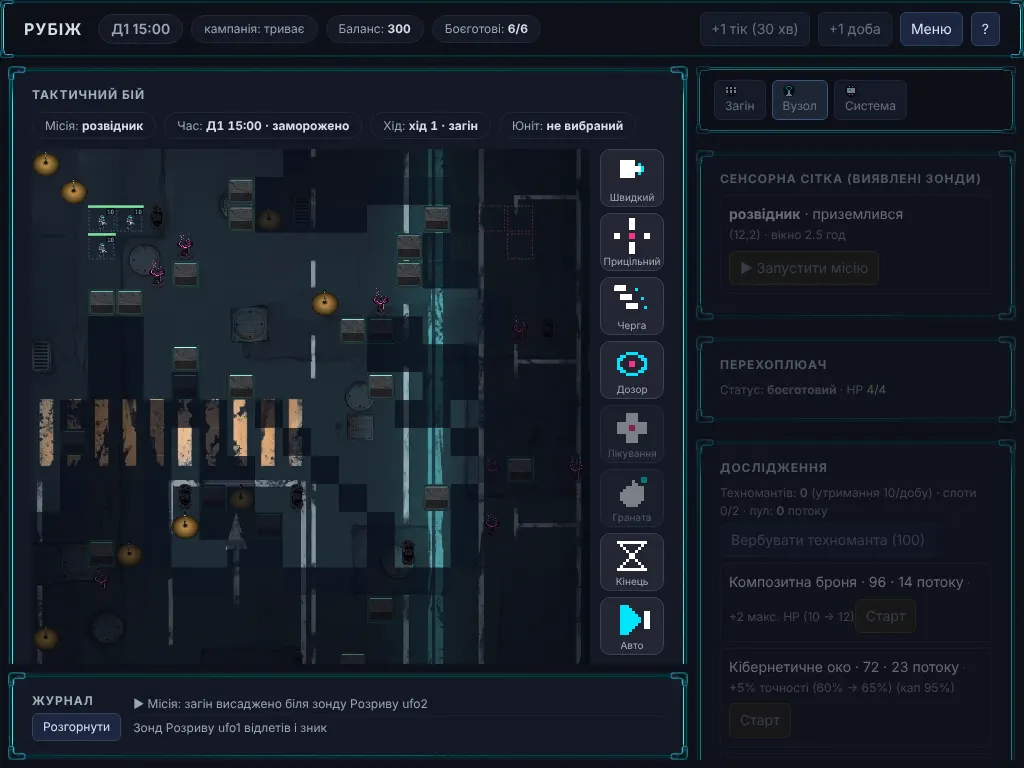 РУБІЖ
Д1 15:00
кампанія: триває
Баланс: 300
Боєготові: 6/6
+1 тік (30 хв)
+1 доба
Меню
?
ТАКТИЧНИЙ БІЙ
Місія: розвідник
Час: Д1 15:00 · заморожено
Хід: хід 1 · загін
Юніт: не вибраний
10
10
10
Швидкий
Прицільний
Черга
Дозор
Лікування
Граната
Кінець
Авто
ЖУРНАЛ
Розгорнути
▶ Місія: загін висаджено біля зонду Розриву ufo2
Зонд Розриву ufo1 відлетів і зник
Загін
Вузол
Система
СЕНСОРНА СІТКА (ВИЯВЛЕНІ ЗОНДИ)
розвідник · приземлився
(12,2) · вікно 2.5 год
▶ Запустити місію
ПЕРЕХОПЛЮВАЧ
Статус: боєготовий · HP 4/4
ДОСЛІДЖЕННЯ
Техномантів: 0 (утримання 10/добу) · слоти
0/2 · пул: 0 потоку
Вербувати техноманта (100)
Композитна броня · 96 · 14 потоку ·
+2 макс. HP (10 → 12)
Старт
Кібернетичне око · 72 · 23 потоку ·
+5% точності (60% → 65%) (кап 95%)
Старт